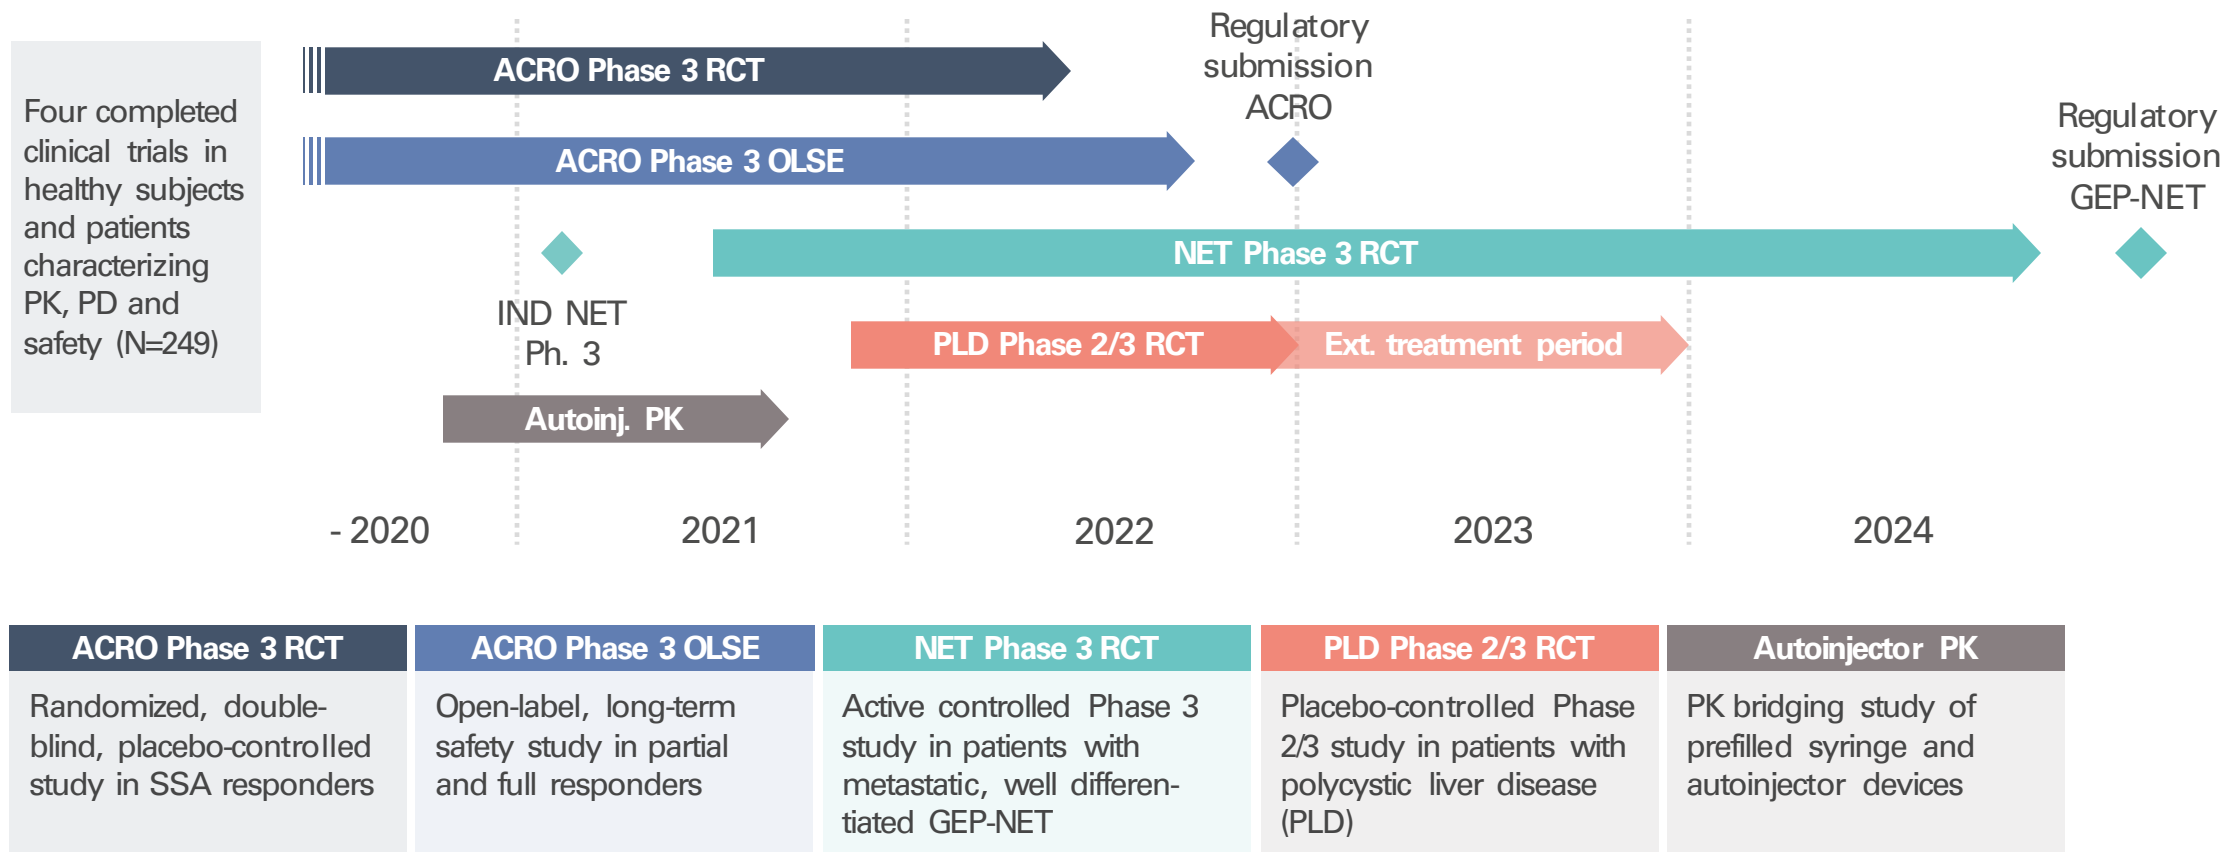 Four completed
clinical trials in
healthy subjects
and patients
characterizing
PK, PD and
safety (N=249)
ACRO Phase 3 RCT
Regulatory
submission
ACRO
ACRO Phase 3 OLSE
Regulatory
submission
GEP-NET
NET Phase 3 RCT
IND NET
Ph. 3
PLD Phase 2/3 RCT
Ext. treatment period
Autoinj. PK
- 2020
2021
2022
2023
2024
ACRO Phase 3 RCT
Randomized, double-
blind, placebo-controlled
study in SSA responders
ACRO Phase 3 OLSE
Open-label, long-term
safety study in partial
and full responders
NET Phase 3 RCT
Active controlled Phase 3
study in patients with
metastatic, well differen-
tiated GEP-NET
PLD Phase 2/3 RCT
Placebo-controlled Phase
2/3 study in patients with
polycystic liver disease
(PLD)
Autoinjector PK
PK bridging study of
prefilled syringe and
autoinjector devices